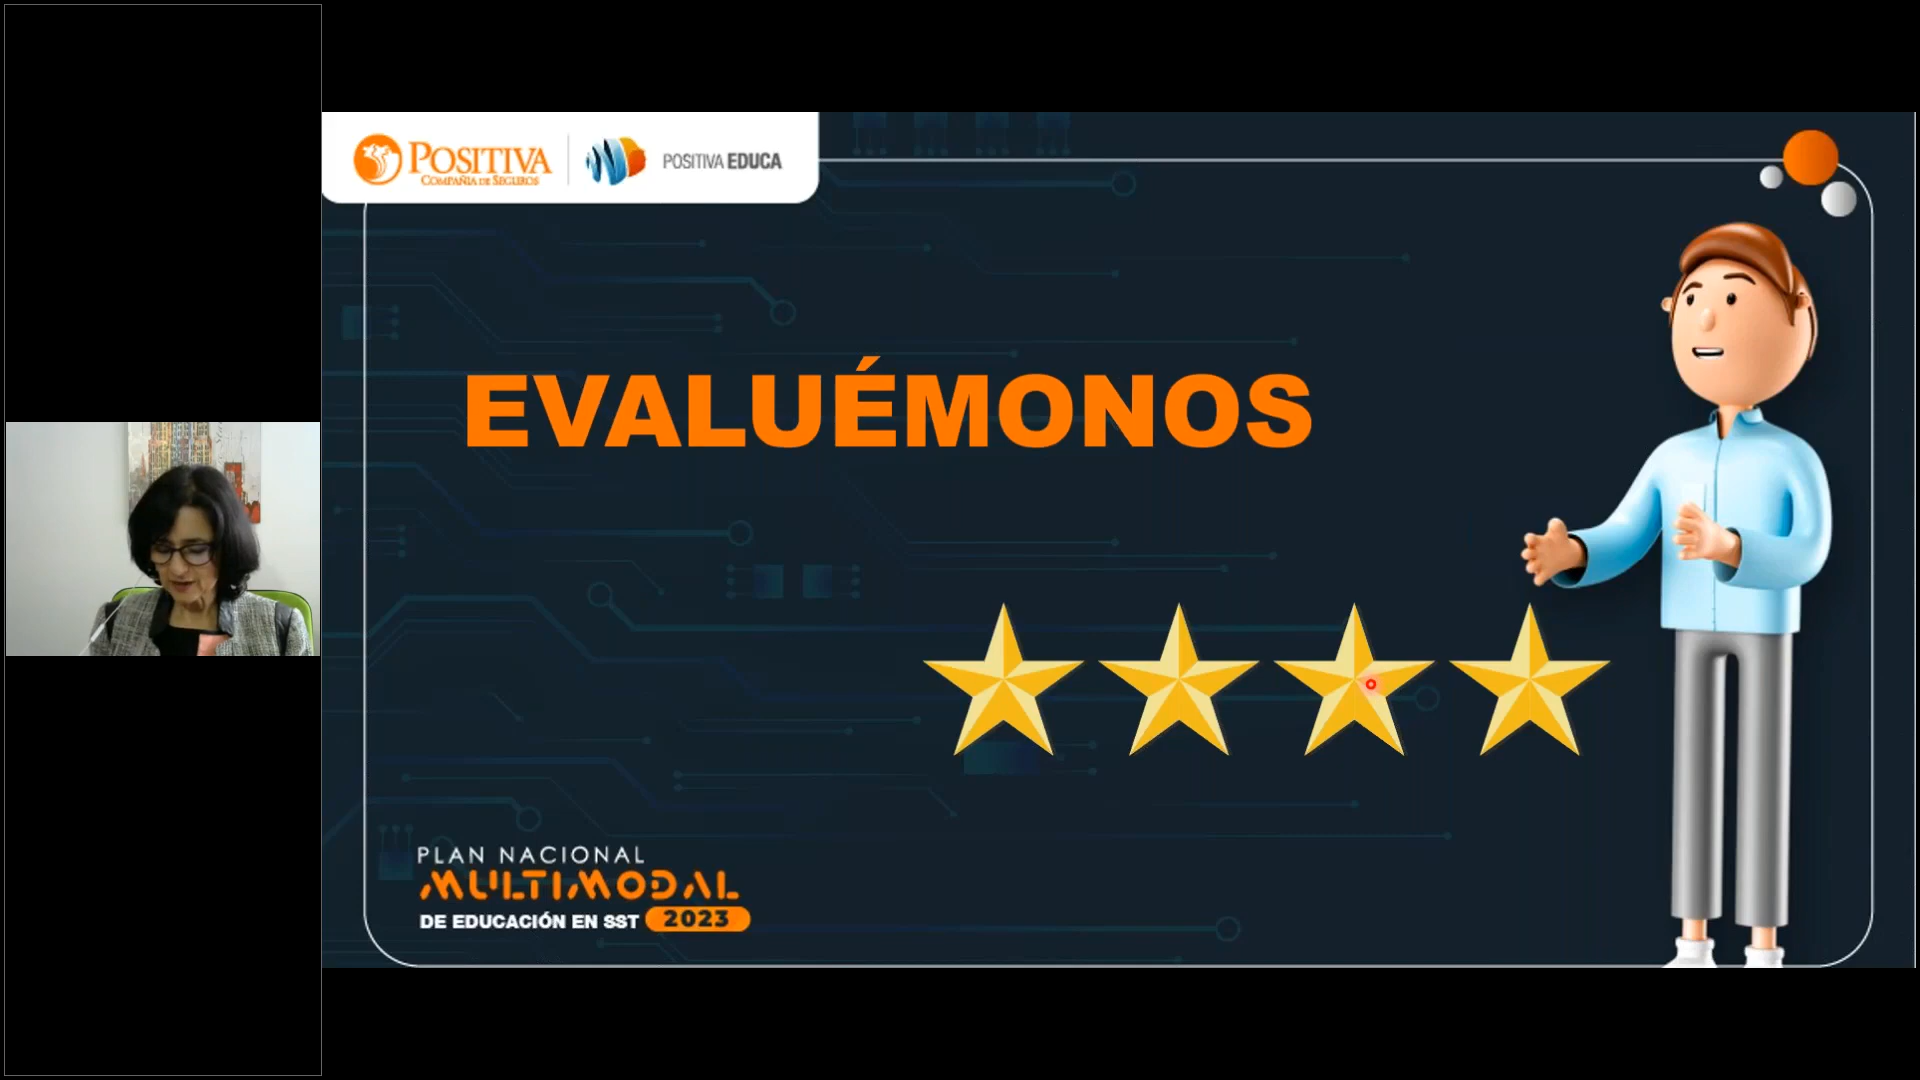 POSITIVA
COMPAÑÍA DE SEGUROS
POSITIVA EDUCA
EVALUÉMONOS
PLAN NACIONAL
MULTIMODAL
DE EDUCACIÓN EN SST 2023